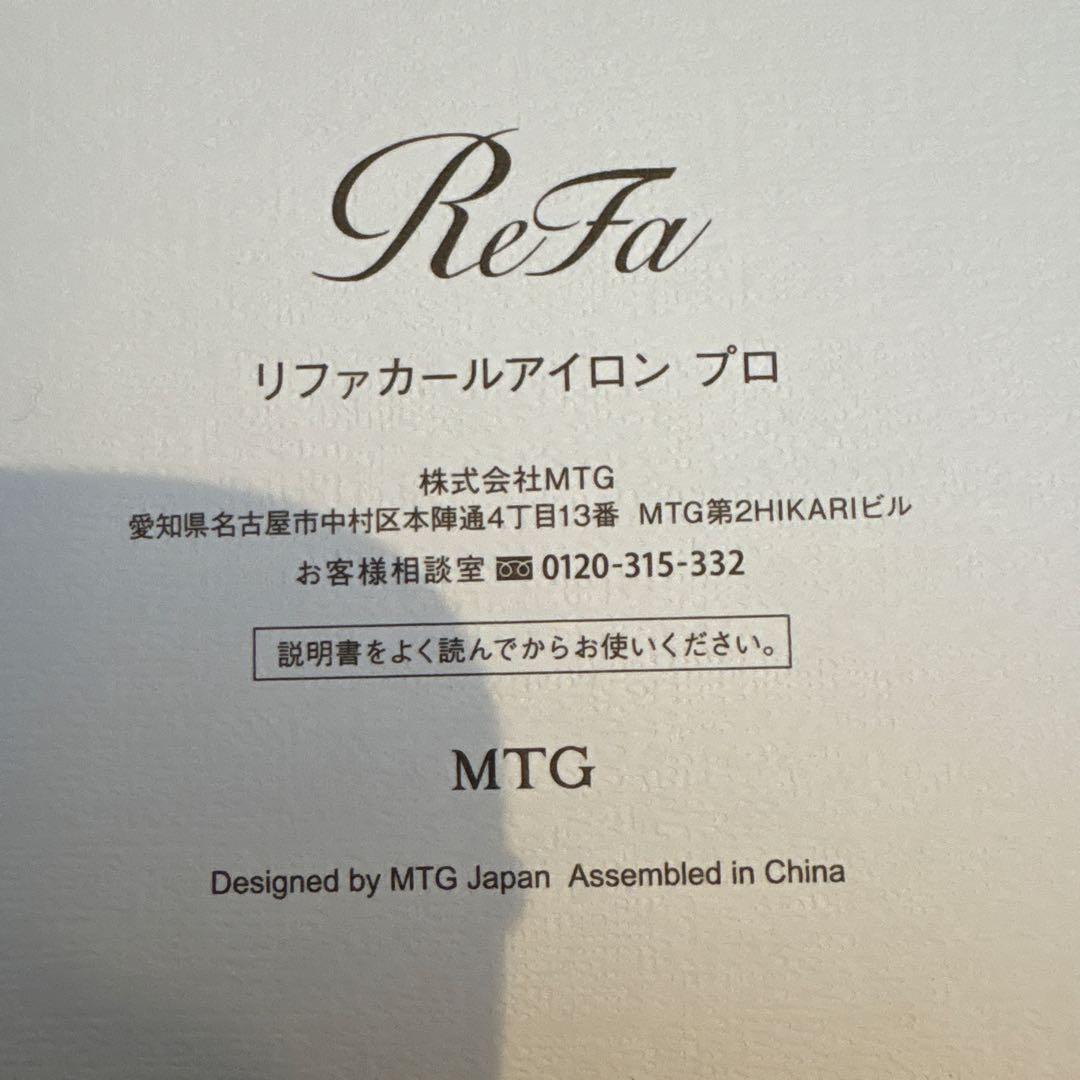 ReFa
リファカールアイロン プロ
株式会社MTG
愛知県名古屋市中村区本陣通4丁目13番 MTG第2HIKARIビル
お客様相談室 0120-315-332
説明書をよく読んでからお使いください。
MTG
Designed by MTG Japan Assembled in China